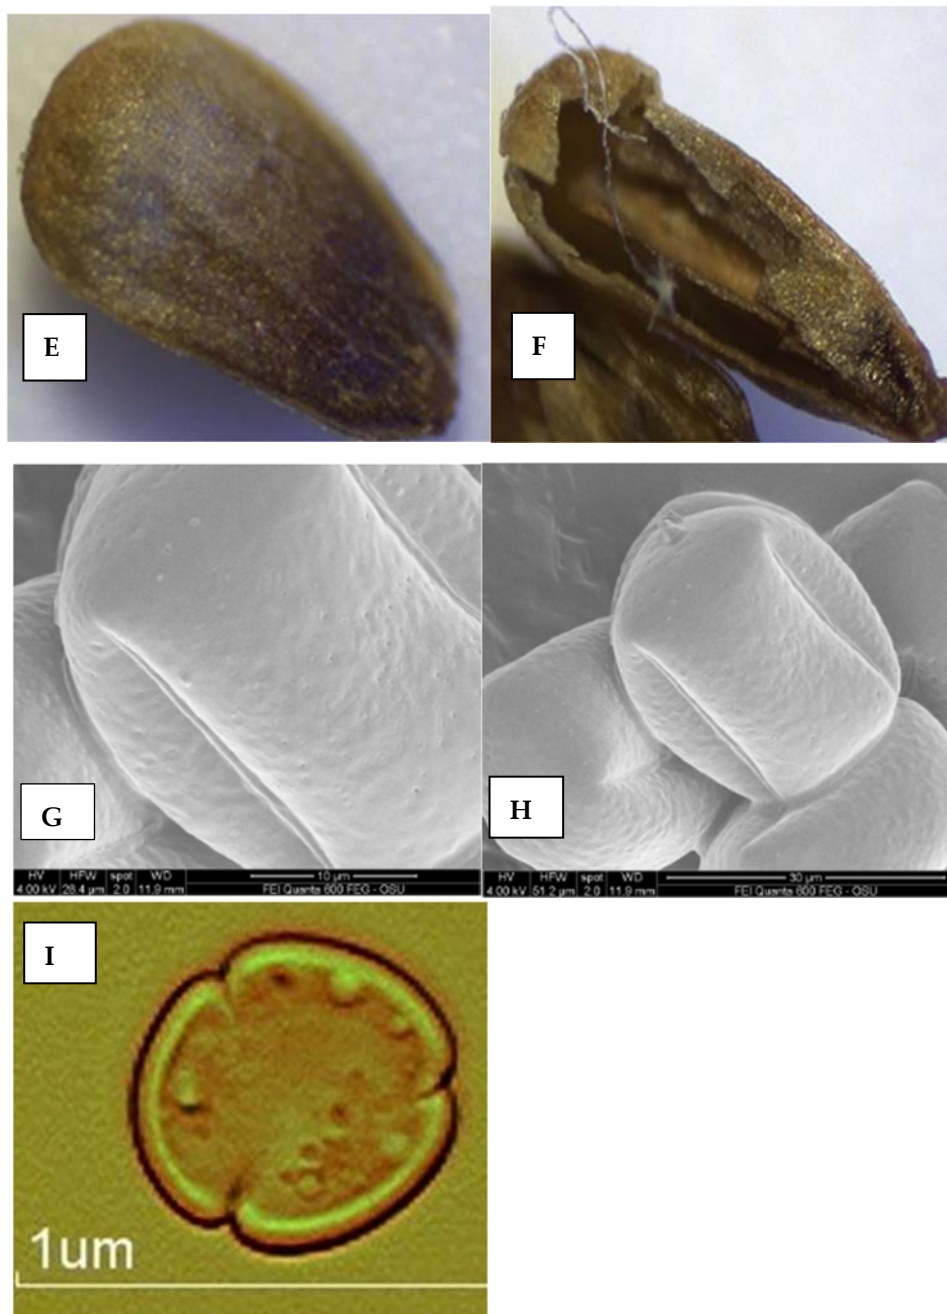 E
F
G
H
HV HFW spot WD 10 µm
4.00 kV 28.4 µm 2.0 11.9 mm FEI Quanta 600 FEG - OSU
HV HFW spot WD 30 µm
4.00 kV 51.2 µm 2.0 11.9 mm FEI Quanta 600 FEG - OSU
I
1um